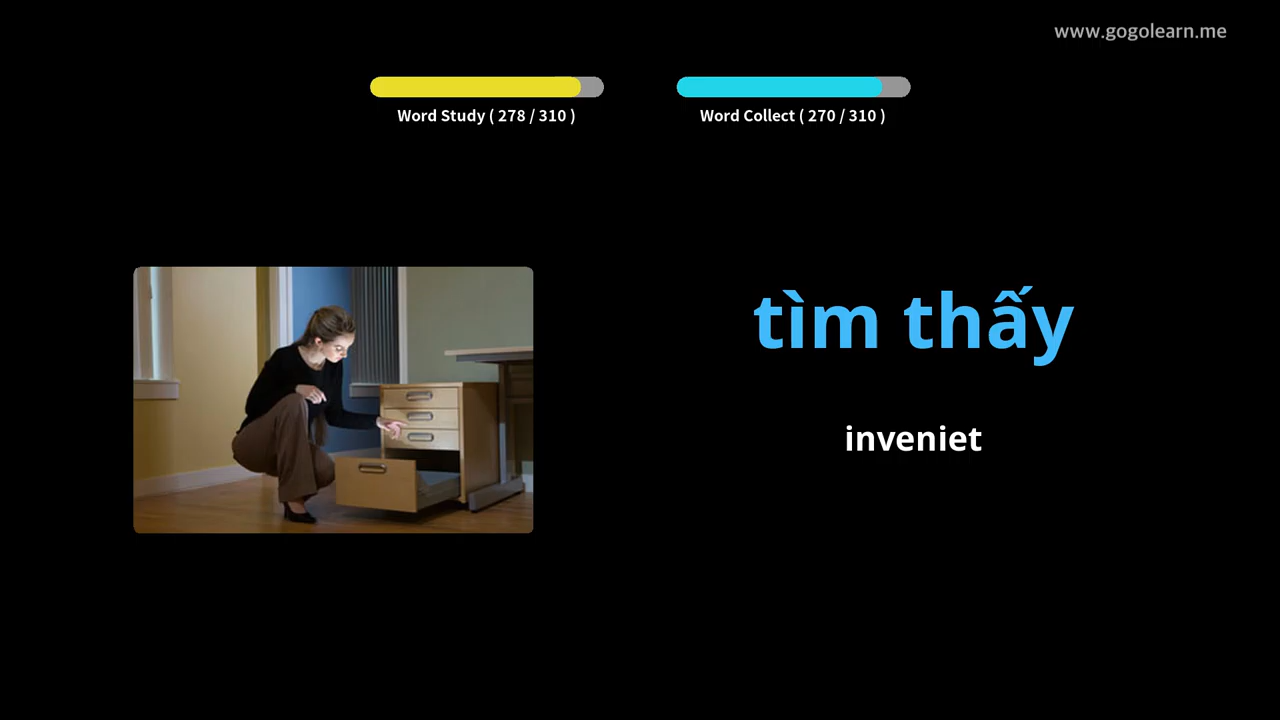 www.gogolearn.me
Word Study ( 278 / 310 )
Word Collect ( 270 / 310 )
tìm thấy
inveniet